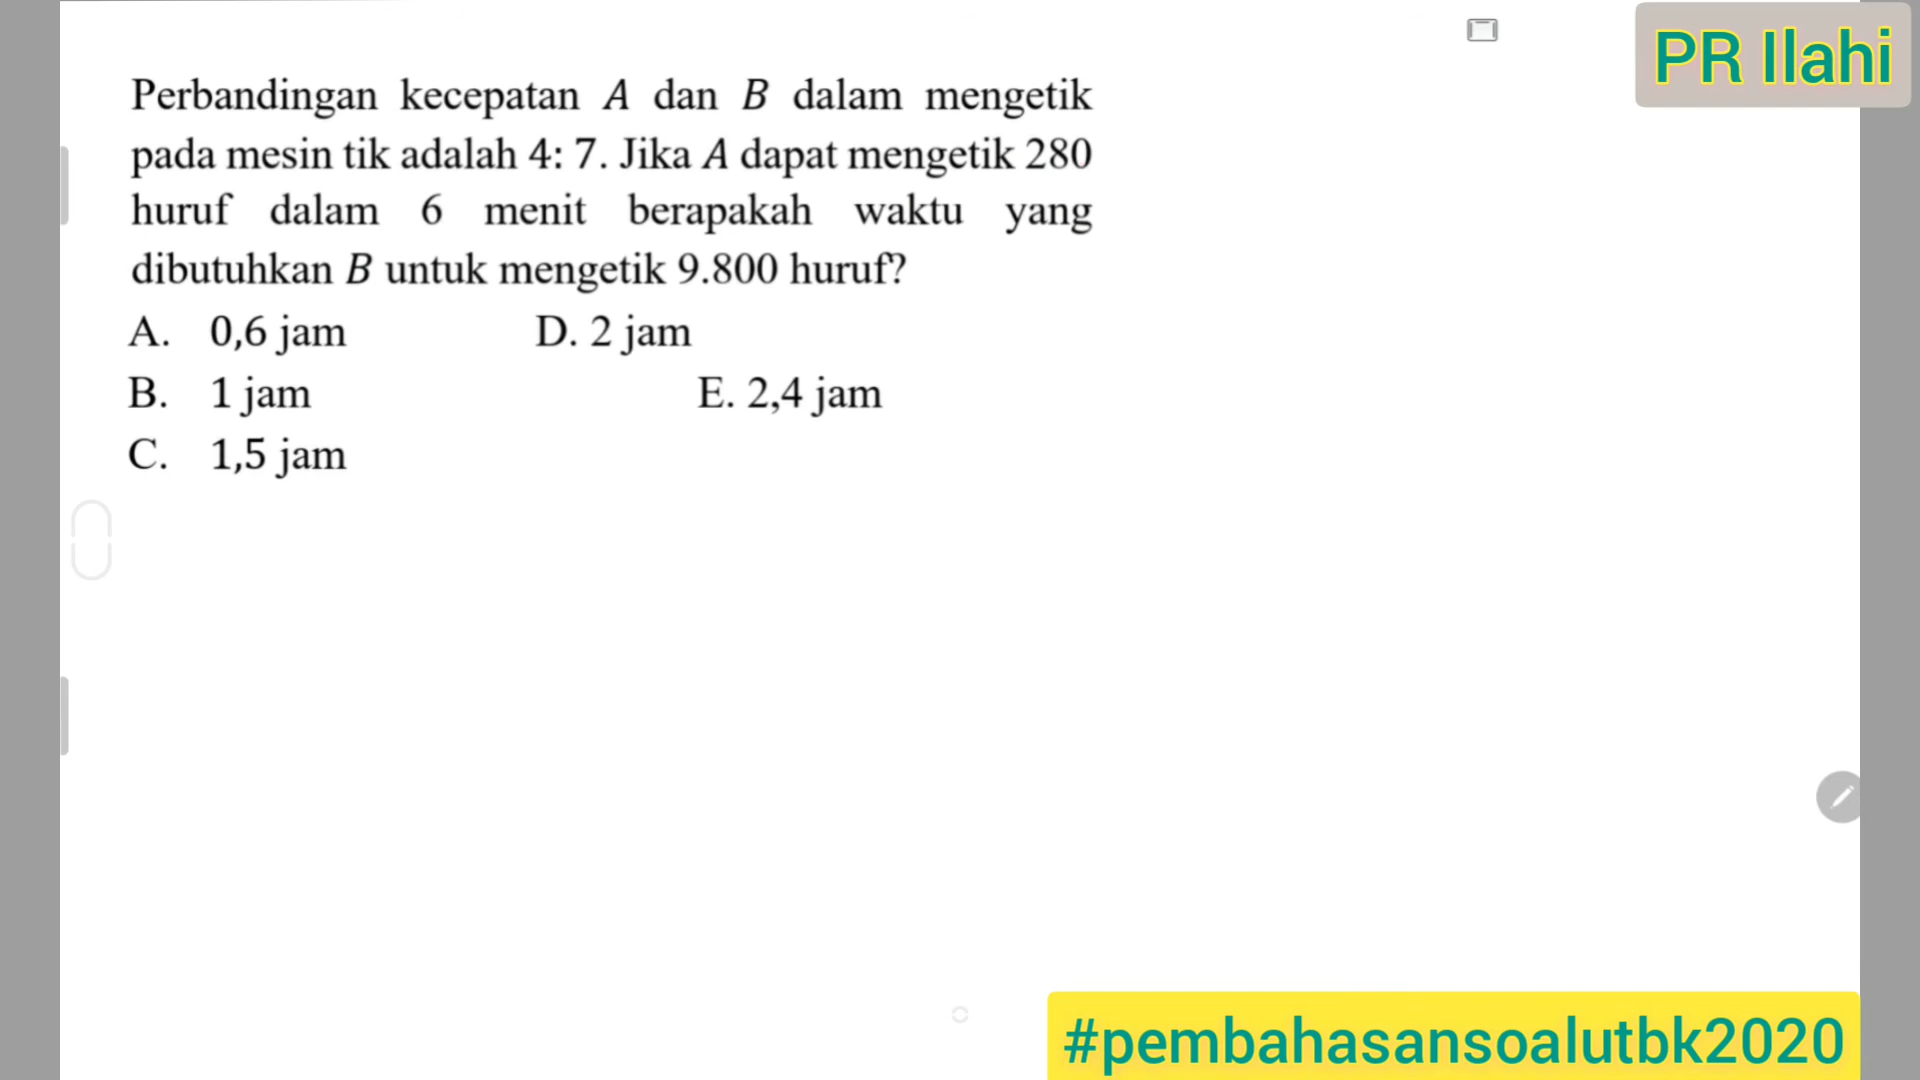 PR Ilahi
Perbandingan kecepatan A dan B dalam mengetik
pada mesin tik adalah 4: 7. Jika A dapat mengetik 280
huruf dalam 6 menit berapakah waktu yang
dibutuhkan B untuk mengetik 9.800 huruf?
A. 0,6 jam D. 2 jam
B. 1 jam E. 2,4 jam
C. 1,5 jam
#pembahasansoalutbk2020